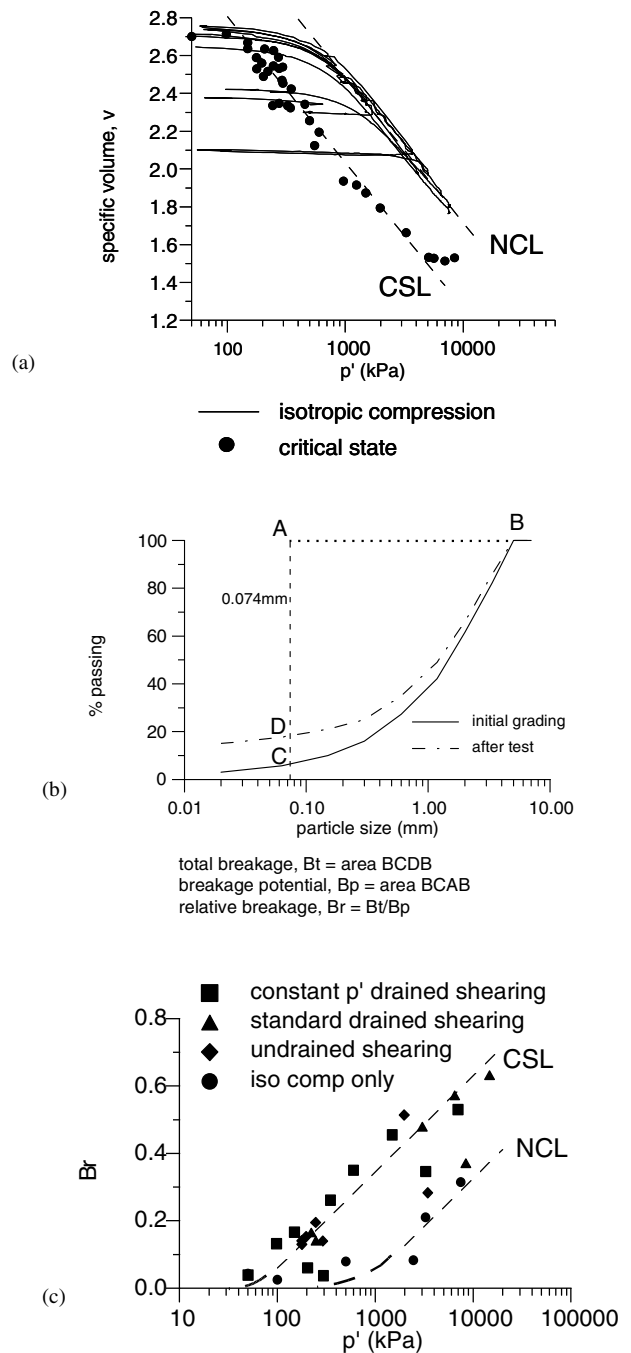 2.8
2.6
2.4
2.2
2.0
1.8
1.6
1.4
1.2
specific volume, v
NCL
CSL
100
1000
10000
p' (kPa)
(a)
isotropic compression
critical state
A
B
100
80
60
40
20
0
% passing
0.074mm
D
C
initial grading
after test
0.01
0.10
1.00
10.00
particle size (mm)
(b)
total breakage, Bt = area BCDB
breakage potential, Bp = area BCAB
relative breakage, Br = Bt/Bp
constant p' drained shearing
standard drained shearing
undrained shearing
iso comp only
0.8
0.6
0.4
0.2
0.0
Br
CSL
NCL
10
100
1000
10000
100000
p' (kPa)
(c)